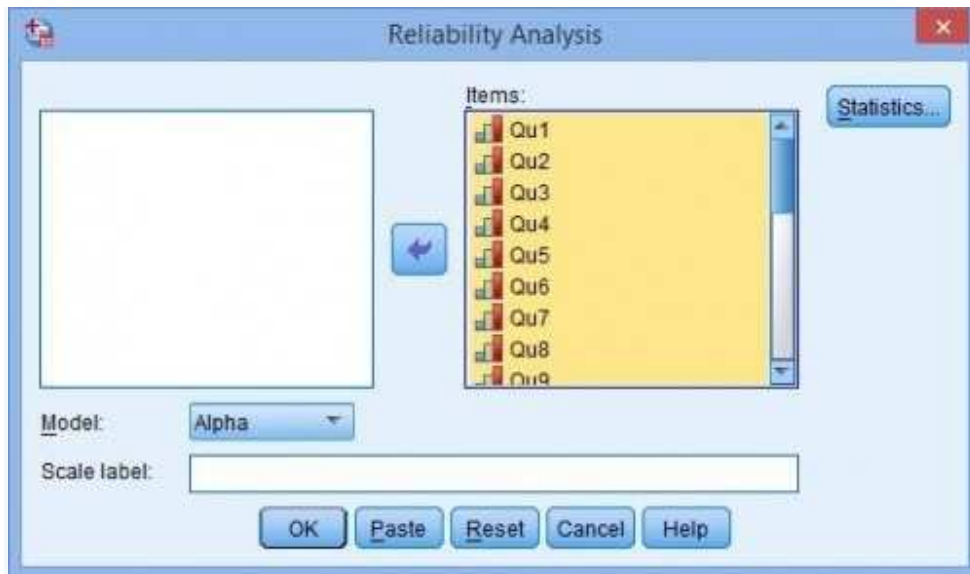 Reliability Analysis
Items:
Statistics...
Qu1
Qu2
Qu3
Qu4
Qu5
Qu6
Qu7
Qu8
Qu9
Model:
Alpha
Scale label:
OK Paste Reset Cancel Help